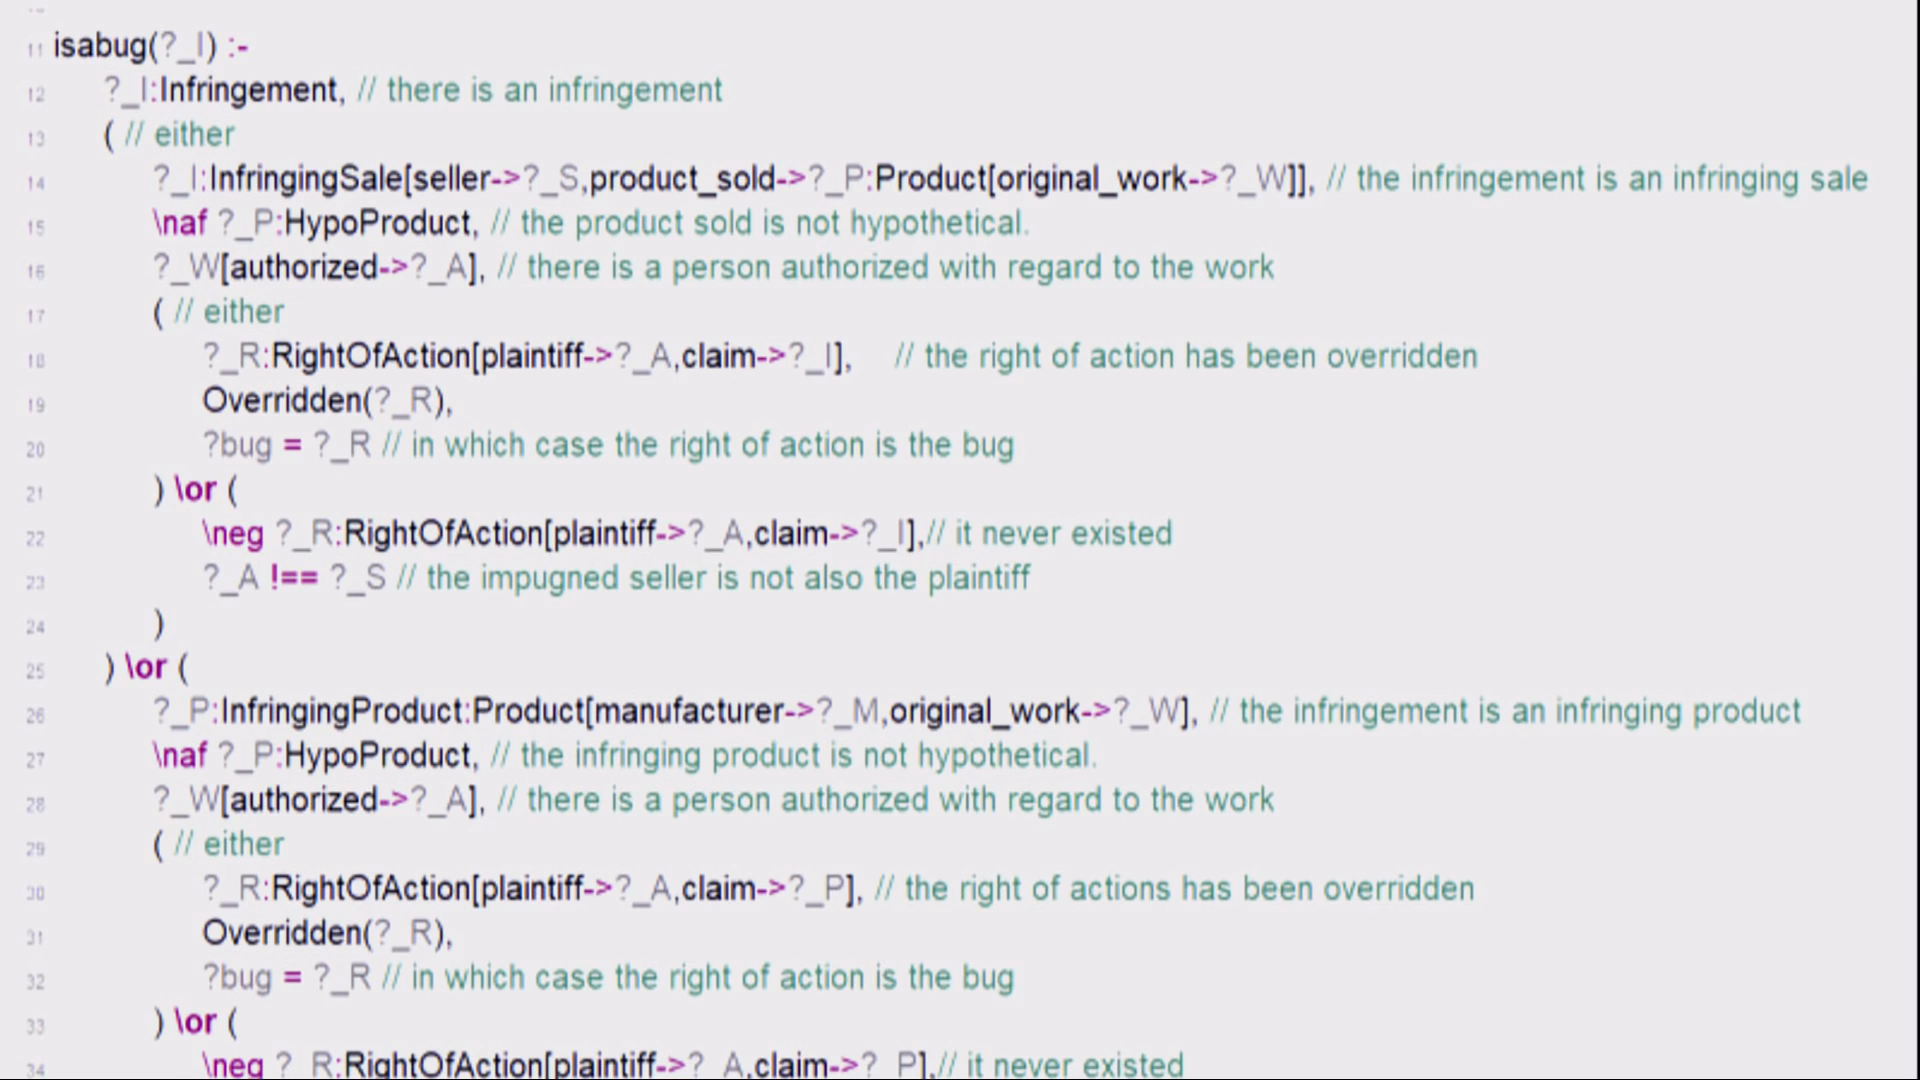 11 isabug(?_I) :-
12 ?_I:Infringement, // there is an infringement
13 ( // either
14 ?_I:InfringingSale[seller->?_S,product_sold->?_P:Product[original_work->?_W]], // the infringement is an infringing sale
15 \naf ?_P:HypoProduct, // the product sold is not hypothetical.
16 ?_W[authorized->?_A], // there is a person authorized with regard to the work
17 ( // either
18 ?_R:RightOfAction[plaintiff->?_A,claim->?_I], // the right of action has been overridden
19 Overridden(?_R),
20 ?bug = ?_R // in which case the right of action is the bug
21 ) \or (
22 \neg ?_R:RightOfAction[plaintiff->?_A,claim->?_I],// it never existed
23 ?_A !== ?_S // the impugned seller is not also the plaintiff
24 )
25 ) \or (
26 ?_P:InfringingProduct:Product[manufacturer->?_M,original_work->?_W], // the infringement is an infringing product
27 \naf ?_P:HypoProduct, // the infringing product is not hypothetical.
28 ?_W[authorized->?_A], // there is a person authorized with regard to the work
29 ( // either
30 ?_R:RightOfAction[plaintiff->?_A,claim->?_P], // the right of actions has been overridden
31 Overridden(?_R),
32 ?bug = ?_R // in which case the right of action is the bug
33 ) \or (
34 \neg ?_R:RightOfAction[plaintiff->?_A,claim->?_P],// it never existed